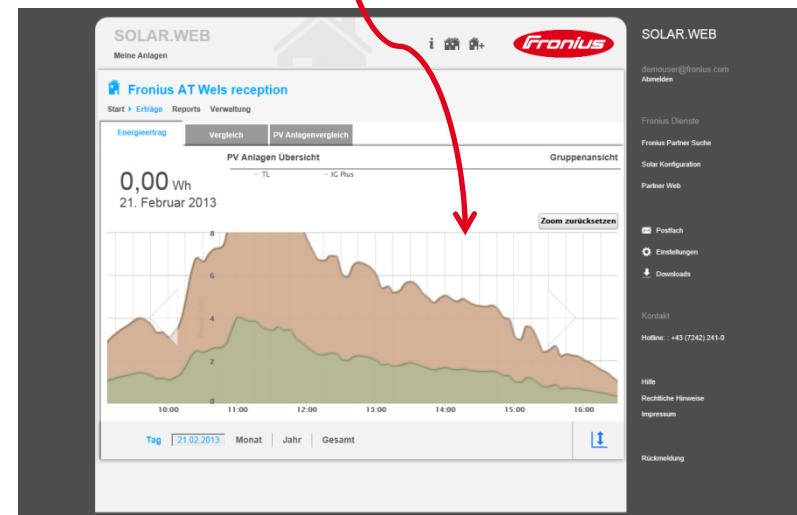 SOLAR.WEB
Meine Anlagen
Fronius
Fronius AT Wels reception
Start Erträge Reports Verwaltung
Energieertrag Vergleich PV Anlagenvergleich
PV Anlagen Übersicht Gruppenansicht
TL IG Plus
0,00 Wh
21. Februar 2013
Zoom zurücksetzen
8
6
4
2
0
10:00 11:00 12:00 13:00 14:00 15:00 16:00
Tag 21.02.2013 Monat Jahr Gesamt
SOLAR.WEB
demouser@fronius.com
Abmelden
Fronius Dienste
Fronius Partner Suche
Solar Konfiguration
Partner Web
Postfach
Einstellungen
Downloads
Kontakt
Hotline: : +43 (7242) 241-0
Hilfe
Rechtliche Hinweise
Impressum
Rückmeldung